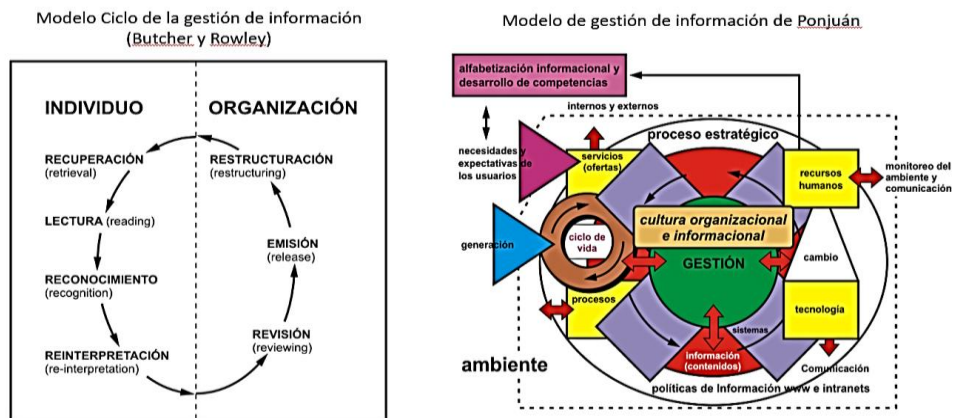 Modelo Ciclo de la gestión de información
(Butcher y Rowley)
INDIVIDUO
ORGANIZACIÓN
RECUPERACIÓN
(retrieval)
LECTURA (reading)
RECONOCIMIENTO
(recognition)
REINTERPRETACIÓN
(re-interpretation)
RESTRUCTURACIÓN
(restructuring)
EMISIÓN
(release)
REVISIÓN
(reviewing)
Modelo de gestión de información de Ponjuán
alfabetización informacional y
desarrollo de competencias
internos y externos
proceso estratégico
necesidades y
expectativas de
los usuarios
servicios
(ofertas)
recursos
humanos
monitoreo del
ambiente y
comunicación
cultura organizacional
e informacional
generación
ciclo de
vida
GESTIÓN
cambio
procesos
tecnología
sistemas
ambiente
información
(contenidos)
Comunicación
políticas de Información www e intranets